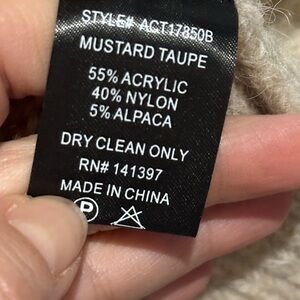 STYLE# ACT17850B
MUSTARD TAUPE
55% ACRYLIC
40% NYLON
5% ALPACA
DRY CLEAN ONLY
RN# 141397
MADE IN CHINA
P